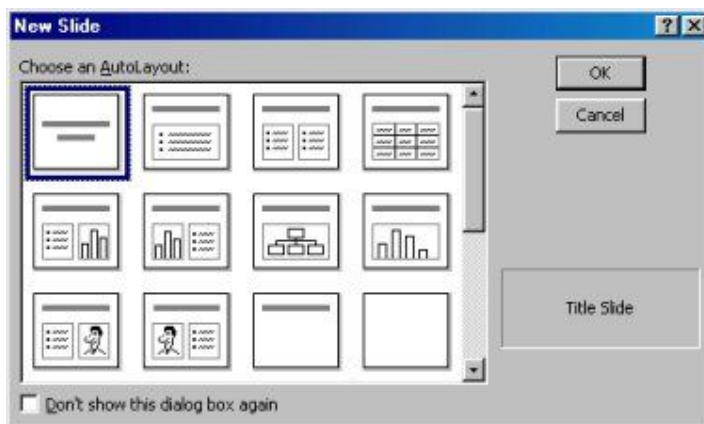 New Slide
Choose an AutoLayout:
OK
Cancel
Title Slide
Don't show this dialog box again